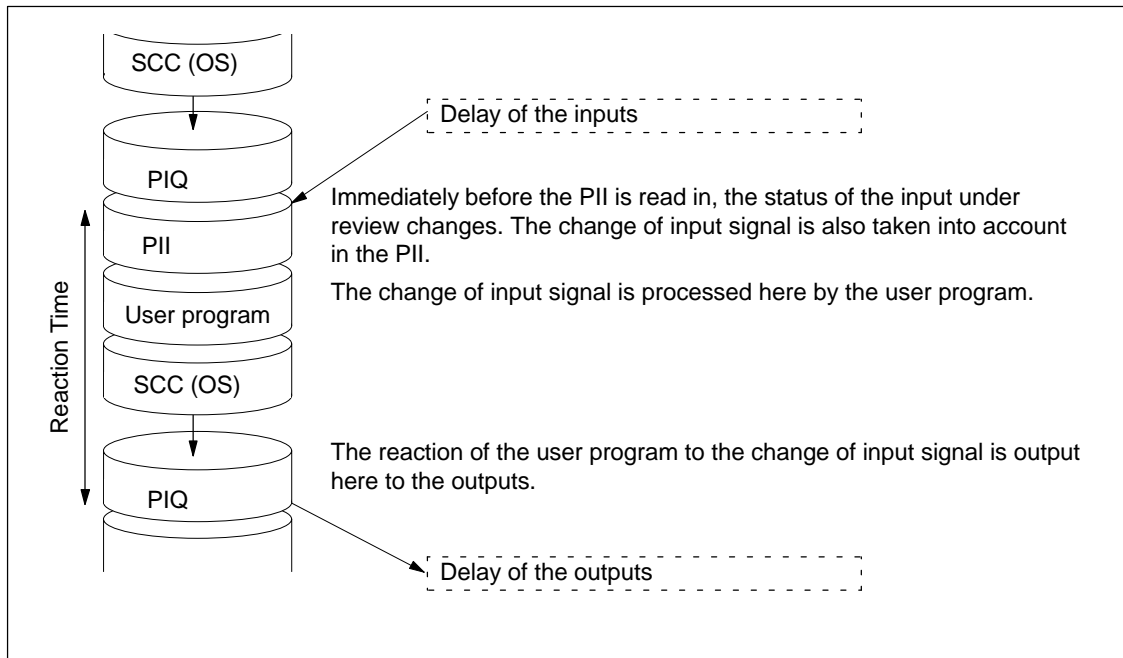 SCC (OS)
Delay of the inputs
PIQ
Immediately before the PII is read in, the status of the input under
review changes. The change of input signal is also taken into account
in the PII.
PII
The change of input signal is processed here by the user program.
User program
SCC (OS)
Reaction Time
The reaction of the user program to the change of input signal is output
here to the outputs.
PIQ
Delay of the outputs